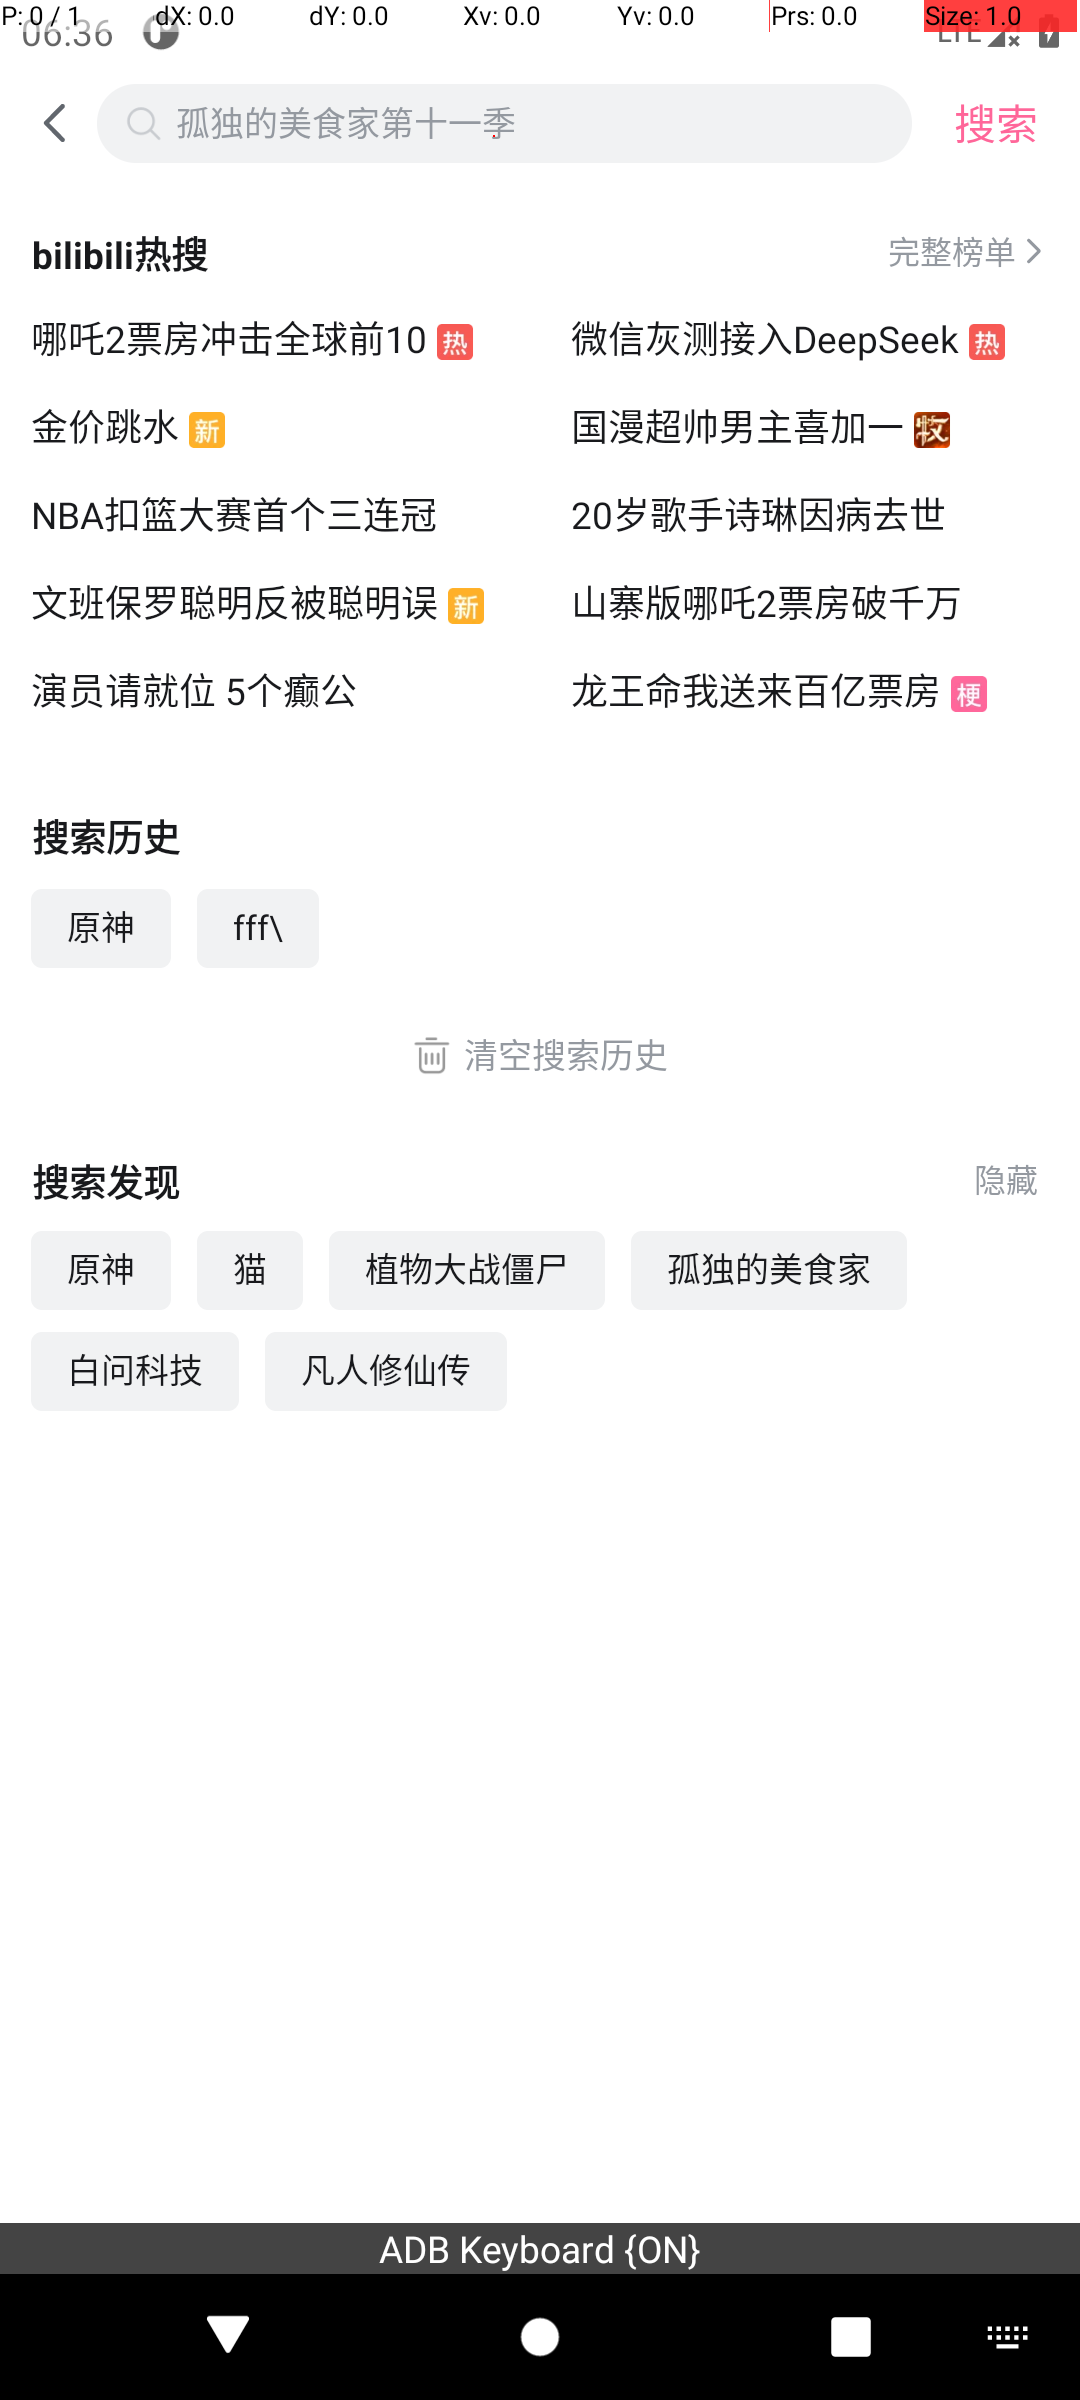 P: 0 / 1 dX: 0.0 dY: 0.0 Xv: 0.0 Yv: 0.0 Prs: 0.0 Size: 1.0
06:36 LTE
孤独的美食家第十一季 搜索
bilibili热搜 完整榜单
哪吒2票房冲击全球前10 热 微信灰测接入DeepSeek 热
金价跳水 新 国漫超帅男主喜加一 牧
NBA扣篮大赛首个三连冠 20岁歌手诗琳因病去世
文班保罗聪明反被聪明误 新 山寨版哪吒2票房破千万
演员请就位 5个癫公 龙王命我送来百亿票房 梗
搜索历史
原神 fff\
清空搜索历史
搜索发现 隐藏
原神 猫 植物大战僵尸 孤独的美食家
白问科技 凡人修仙传
ADB Keyboard {ON}